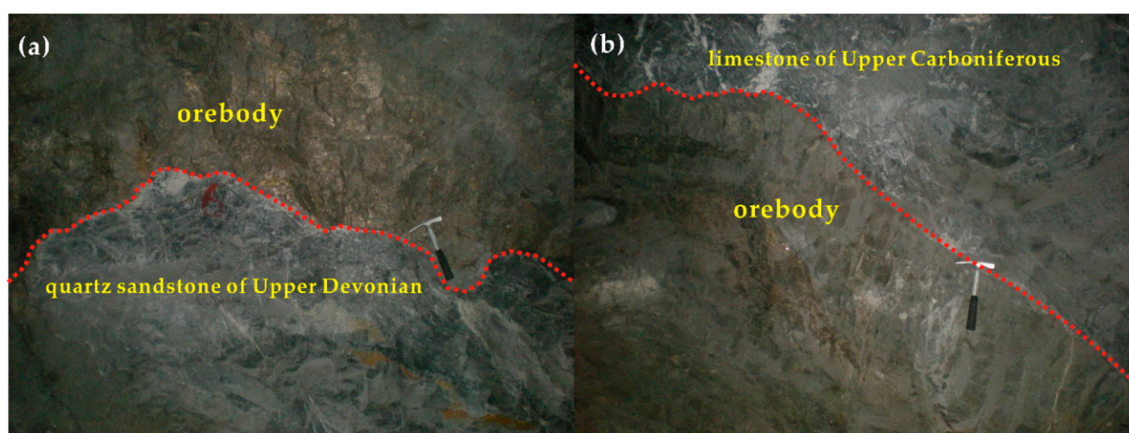 (a)
orebody
quartz sandstone of Upper Devonian
(b)
limestone of Upper Carboniferous
orebody